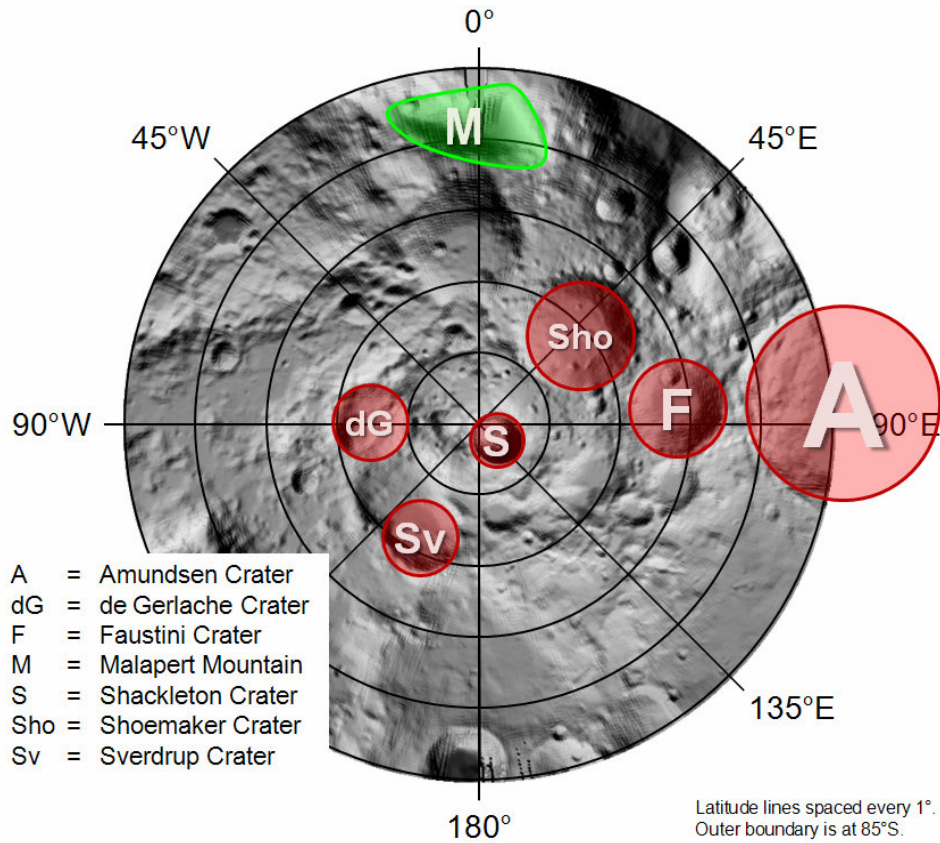 0°
45°W
45°E
M
Sho
90°W
dG
S
F
A
90°E
Sv
A = Amundsen Crater
dG = de Gerlache Crater
F = Faustini Crater
M = Malapert Mountain
S = Shackleton Crater
Sho = Shoemaker Crater
Sv = Sverdrup Crater
135°E
180°
Latitude lines spaced every 1°.
Outer boundary is at 85°S.